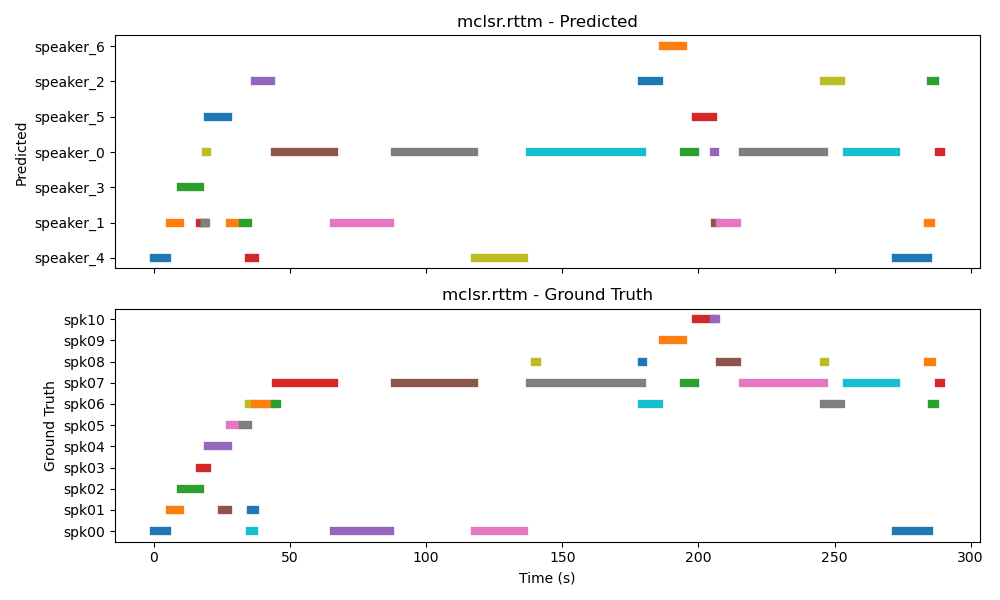 mclsr.rttm - Predicted
Predicted
speaker_6
speaker_2
speaker_5
speaker_0
speaker_3
speaker_1
speaker_4
mclsr.rttm - Ground Truth
Ground Truth
spk10
spk09
spk08
spk07
spk06
spk05
spk04
spk03
spk02
spk01
spk00
0 50 100 150 200 250 300
Time (s)